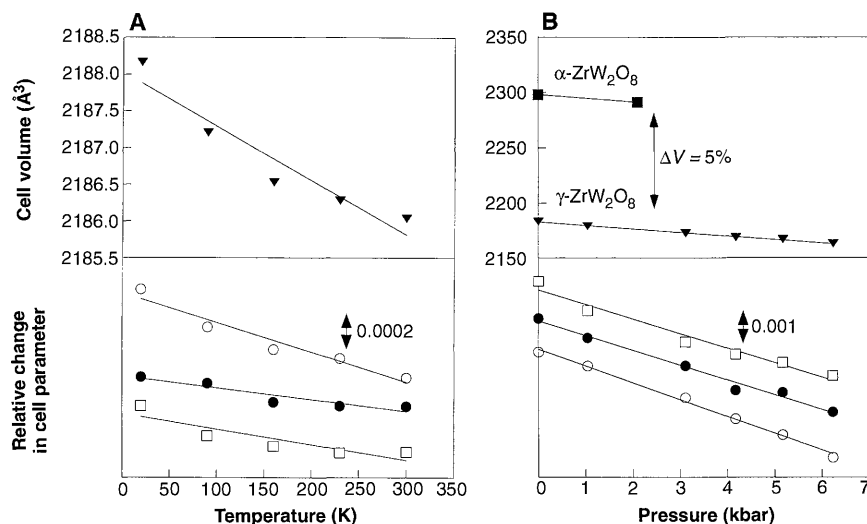 A
2188.5
2188.0
2187.5
2187.0
2186.5
2186.0
2185.5
Cell volume (Å³)
0.0002
Relative change
in cell parameter
0 50 100 150 200 250 300 350
Temperature (K)
B
2350
2300
2250
2200
2150
α-ZrW₂O₈
ΔV = 5%
γ-ZrW₂O₈
0.001
0 1 2 3 4 5 6 7
Pressure (kbar)